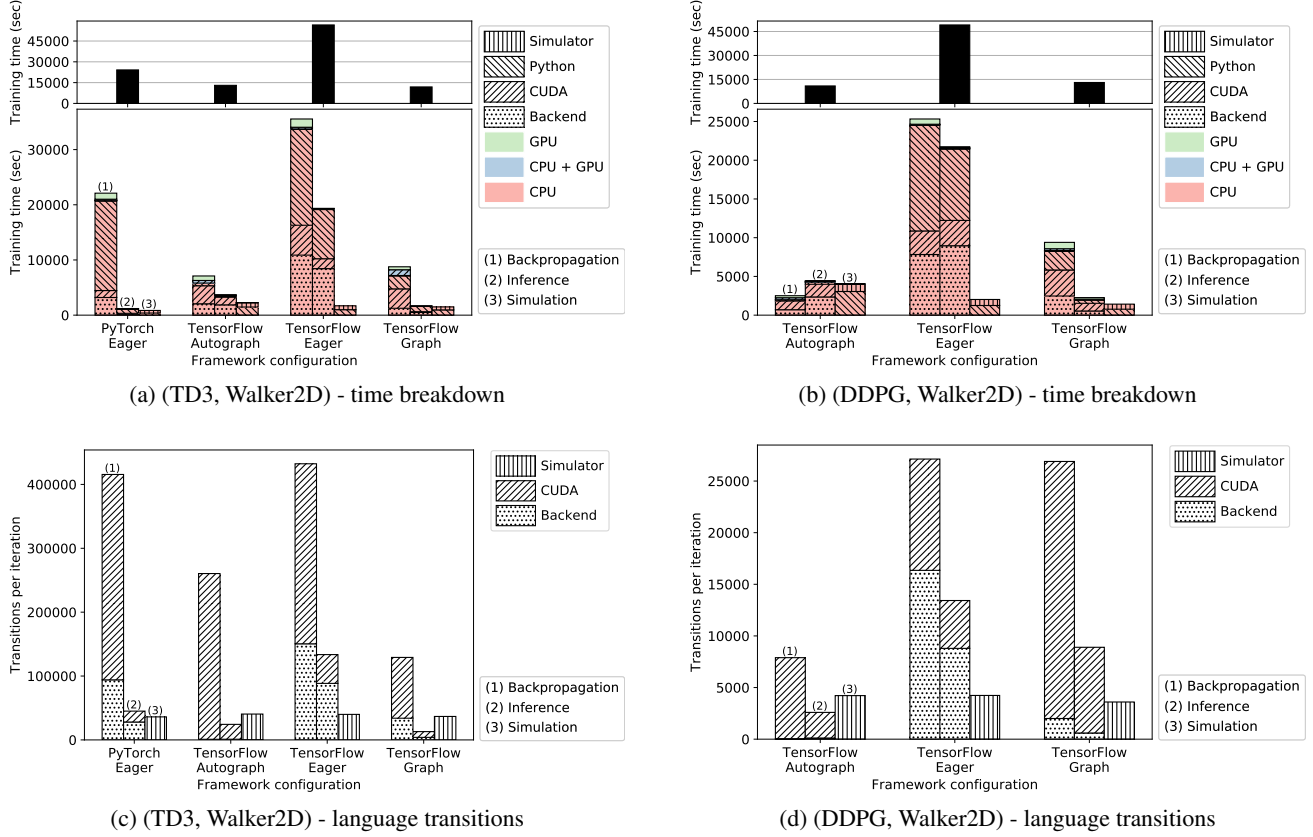 Training time (sec)
45000
30000
15000
0
Training time (sec)
30000
20000
10000
0
(1)
(2)
(3)
PyTorch
Eager
TensorFlow
Autograph
TensorFlow
Eager
TensorFlow
Graph
Framework configuration
Simulator
Python
CUDA
Backend
GPU
CPU + GPU
CPU
(1) Backpropagation
(2) Inference
(3) Simulation
(a) (TD3, Walker2D) - time breakdown
Training time (sec)
45000
30000
15000
0
Training time (sec)
25000
20000
15000
10000
5000
0
(1)
(2)
(3)
TensorFlow
Autograph
TensorFlow
Eager
TensorFlow
Graph
Framework configuration
Simulator
Python
CUDA
Backend
GPU
CPU + GPU
CPU
(1) Backpropagation
(2) Inference
(3) Simulation
(b) (DDPG, Walker2D) - time breakdown
Transitions per iteration
400000
300000
200000
100000
0
(1)
(2)
(3)
PyTorch
Eager
TensorFlow
Autograph
TensorFlow
Eager
TensorFlow
Graph
Framework configuration
Simulator
CUDA
Backend
(1) Backpropagation
(2) Inference
(3) Simulation
(c) (TD3, Walker2D) - language transitions
Transitions per iteration
25000
20000
15000
10000
5000
0
(1)
(2)
(3)
TensorFlow
Autograph
TensorFlow
Eager
TensorFlow
Graph
Framework configuration
Simulator
CUDA
Backend
(1) Backpropagation
(2) Inference
(3) Simulation
(d) (DDPG, Walker2D) - language transitions